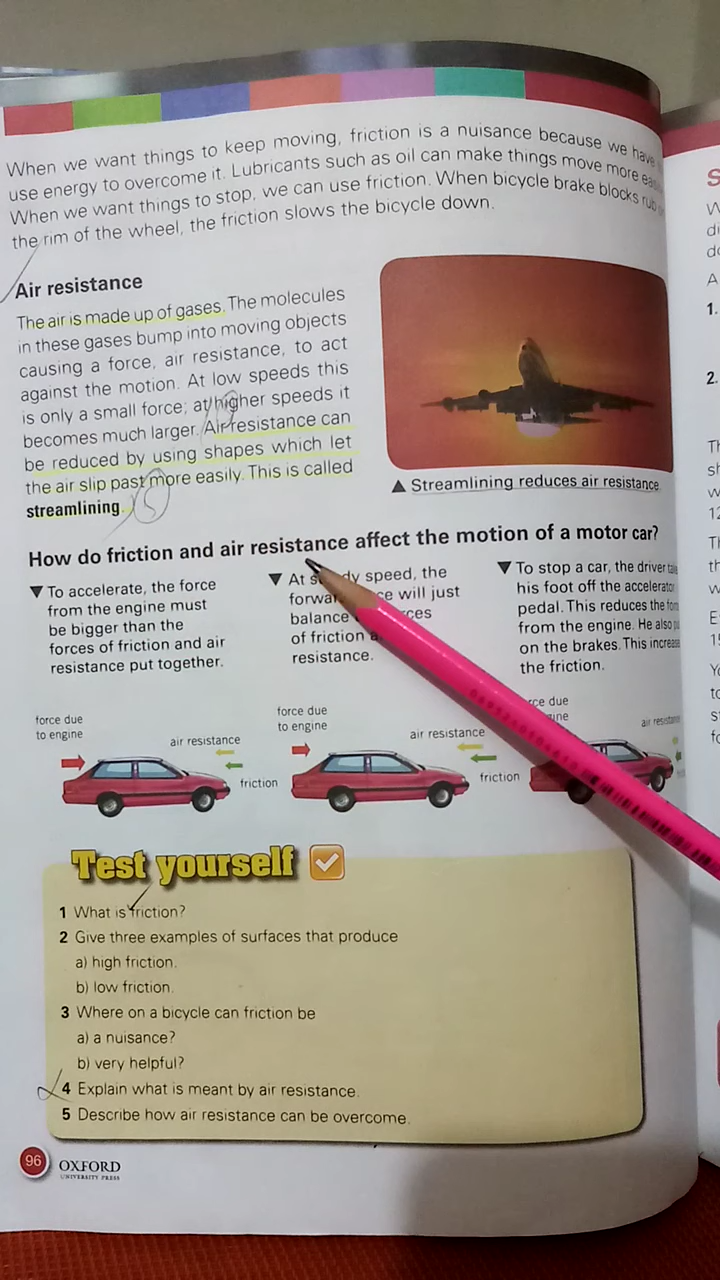 When we want things to keep moving, friction is a nuisance because we have
use energy to overcome it. Lubricants such as oil can make things move more
When we want things to stop, we can use friction. When bicycle brake blocks rub
the rim of the wheel, the friction slows the bicycle down.
Air resistance
The air is made up of gases. The molecules
in these gases bump into moving objects
causing a force, air resistance, to act
against the motion. At low speeds this
is only a small force; at higher speeds it
becomes much larger. Air resistance can
be reduced by using shapes which let
the air slip past more easily. This is called
streamlining.
▲ Streamlining reduces air resistance
How do friction and air resistance affect the motion of a motor car?
▼ To accelerate, the force
from the engine must
be bigger than the
forces of friction and air
resistance put together.
▼ At speed, the
will just
balance
of friction
resistance.
▼ To stop a car, the driver
his foot off the accelerator
pedal. This reduces the
from the engine. He also
on the brakes. This
the friction.
force due
to engine
air resistance
friction
force due
to engine
air resistance
friction
due
air
Test yourself
1 What is friction?
2 Give three examples of surfaces that produce
a) high friction.
b) low friction.
3 Where on a bicycle can friction be
a) a nuisance?
b) very helpful?
4 Explain what is meant by air resistance.
5 Describe how air resistance can be overcome.
96 OXFORD
UNIVERSITY PRESS
S
A
1.
2.